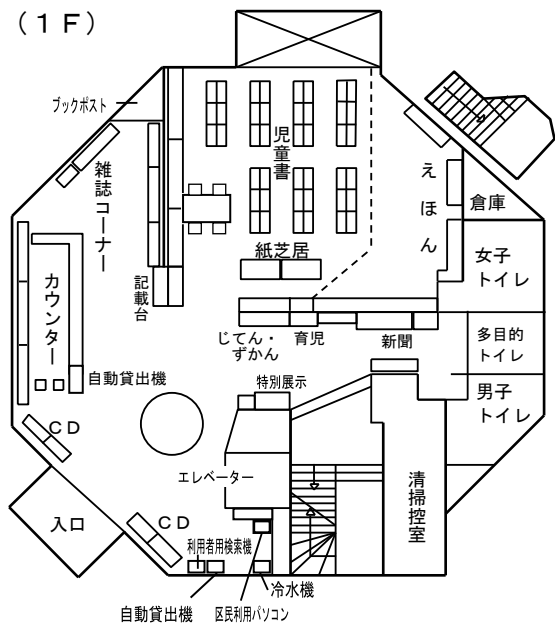 (１Ｆ)
ブックポスト
雑誌コーナー
児童書
えほん
倉庫
女子
トイレ
紙芝居
記載台
カウンター
じてん・
ずかん
育児
新聞
多目的
トイレ
自動貸出機
特別展示
男子
トイレ
ＣＤ
エレベーター
清掃控室
入口
ＣＤ
利用者用検索機
冷水機
自動貸出機
区民利用パソコン